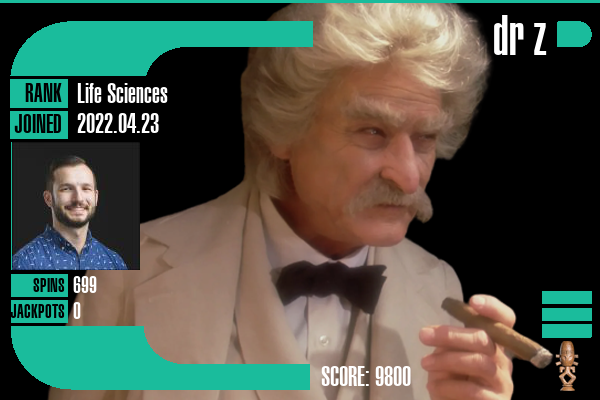 dr z
RANK Life Sciences
JOINED 2022.04.23
SPINS 699
JACKPOTS 0
SCORE: 9800